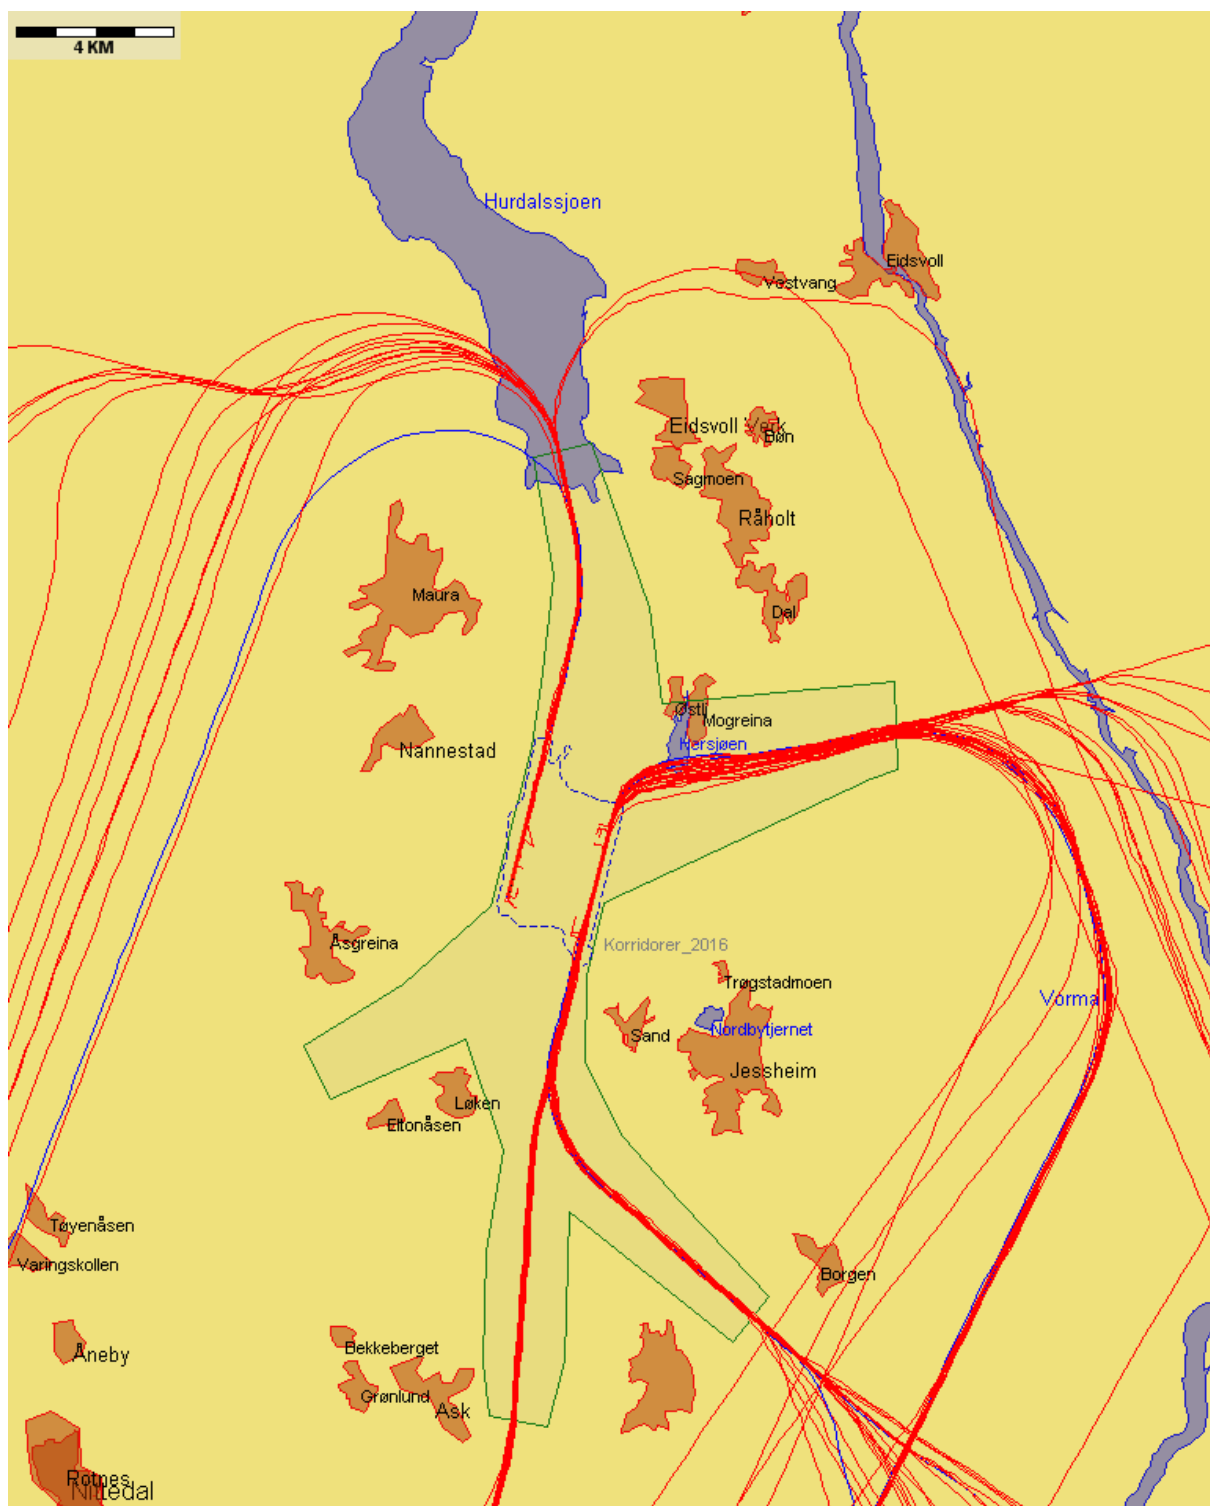 4 KM
Hurdalssjoen
Eidsvoll
Vestvang
Eidsvoll Verk
Bøn
Sagmoen
Råholt
Maura
Dal
Østli
Mogreina
Hersjøen
Nannestad
Åsgreina
Korridorer_2016
Trøgstadmoen
Vorma
Nordbytjernet
Sand
Jessheim
Løken
Eltonåsen
Tøyenåsen
Varingskollen
Borgen
Bekkeberget
Åneby
Grønlund
Ask
Rotnes
Nittedal